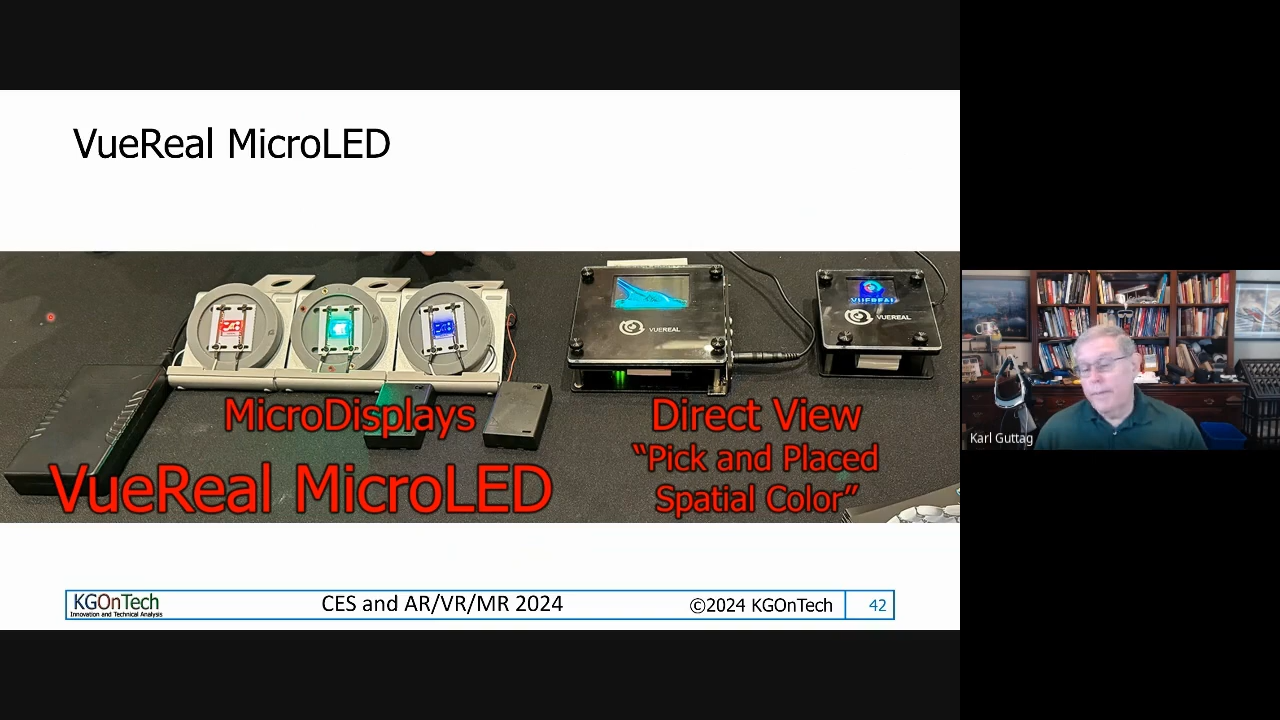 VueReal MicroLED
VUEREAL
VUEREAL
VUEREAL
MicroDisplays
VueReal MicroLED
Direct View
“Pick and Placed
Spatial Color”
Karl Guttag
KGOnTech
Innovation and Technical Analysis
CES and AR/VR/MR 2024
©2024 KGOnTech
42